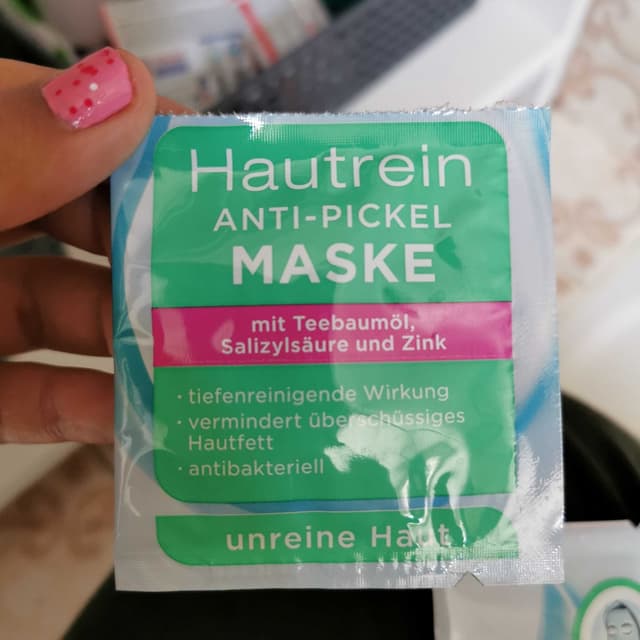 Hautrein
ANTI-PICKEL
MASKE
mit Teebaumöl,
Salizylsäure und Zink
· tiefenreinigende Wirkung
· vermindert überschüssiges
Hautfett
· antibakteriell
unreine Haut